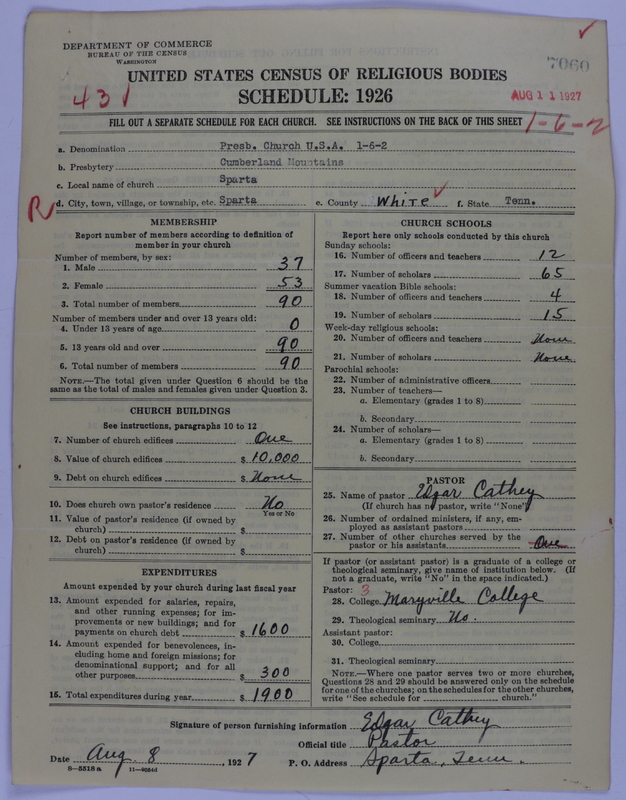 DEPARTMENT OF COMMERCE
BUREAU OF THE CENSUS
WASHINGTON
7060
UNITED STATES CENSUS OF RELIGIOUS BODIES
431
SCHEDULE: 1926
AUG 11 1927
FILL OUT A SEPARATE SCHEDULE FOR EACH CHURCH. SEE INSTRUCTIONS ON THE BACK OF THIS SHEET
1-6-2
a. Denomination Presb. Church U.S.A. 1-6-2
b. Presbytery Cumberland Mountains
c. Local name of church Sparta
R d. City, town, village, or township, etc. Sparta e. County White f. State Tenn.
MEMBERSHIP
Report number of members according to definition of
member in your church
Number of members, by sex:
1. Male 37
2. Female 53
3. Total number of members 90
Number of members under and over 13 years old:
4. Under 13 years of age 0
5. 13 years old and over 90
6. Total number of members 90
NOTE.—The total given under Question 6 should be the
same as the total of males and females given under Question 3.
CHURCH BUILDINGS
See instructions, paragraphs 10 to 12
7. Number of church edifices One
8. Value of church edifices $ 10,000
9. Debt on church edifices $ None
10. Does church own pastor's residence No
Yes or No
11. Value of pastor's residence (if owned by
church) $
12. Debt on pastor's residence (if owned by
church) $
EXPENDITURES
Amount expended by your church during last fiscal year
13. Amount expended for salaries, repairs,
and other running expenses; for im-
provements or new buildings; and for
payments on church debt $ 1600
14. Amount expended for benevolences, in-
cluding home and foreign missions; for
denominational support; and for all
other purposes $ 300
15. Total expenditures during year $ 1900
CHURCH SCHOOLS
Report here only schools conducted by this church
Sunday schools:
16. Number of officers and teachers 12
17. Number of scholars 65
Summer vacation Bible schools:
18. Number of officers and teachers 4
19. Number of scholars 15
Week-day religious schools:
20. Number of officers and teachers None
21. Number of scholars None
Parochial schools:
22. Number of administrative officers
23. Number of teachers—
a. Elementary (grades 1 to 8)
b. Secondary
24. Number of scholars—
a. Elementary (grades 1 to 8)
b. Secondary
PASTOR
25. Name of pastor Edgar Cathey
(If church has no pastor, write "None")
26. Number of ordained ministers, if any, em-
ployed as assistant pastors
27. Number of other churches served by the
pastor or his assistants One
If pastor (or assistant pastor) is a graduate of a college or
theological seminary, give name of institution below. (If
not a graduate, write "No" in the space indicated.)
Pastor: 3
28. College Maryville College
29. Theological seminary No.
Assistant pastor:
30. College
31. Theological seminary
NOTE.—Where one pastor serves two or more churches,
Questions 28 and 29 should be answered only on the schedule
for one of the churches; on the schedules for the other churches,
write "See schedule for church."
Signature of person furnishing information Edgar Cathey
Official title Pastor
Date Aug. 8, 1927 P. O. Address Sparta, Tenn.
8—5518a